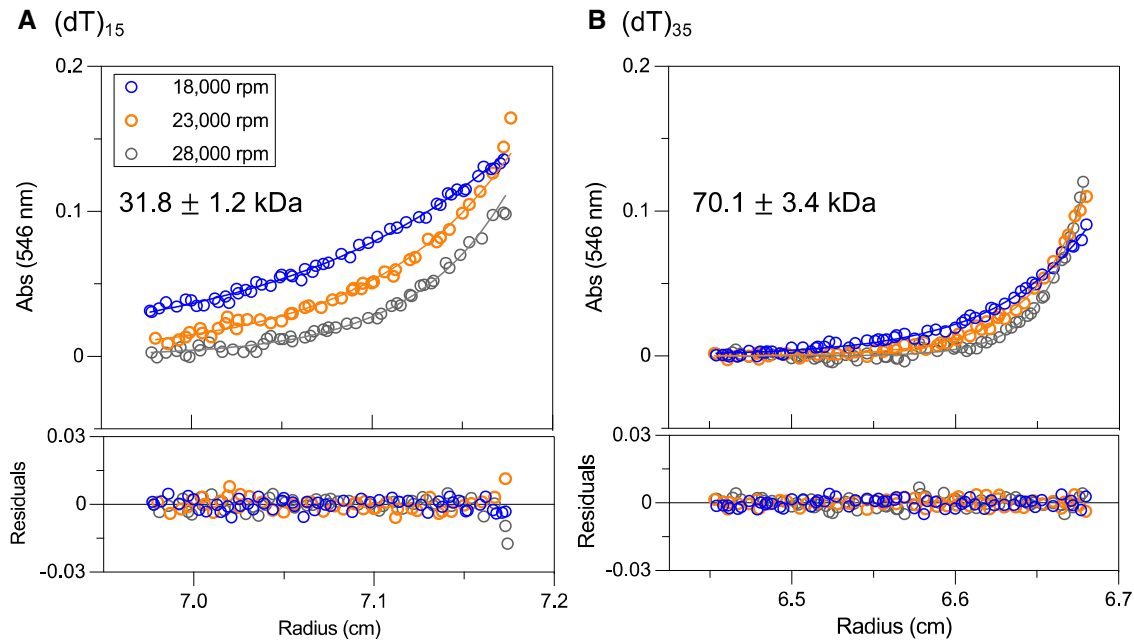 A (dT)₁₅
0.2
0.1
0
Abs (546 nm)
18,000 rpm
23,000 rpm
28,000 rpm
31.8 ± 1.2 kDa
0.03
0
-0.03
Residuals
7.0 7.1 7.2
Radius (cm)
B (dT)₃₅
0.2
0.1
0
Abs (546 nm)
70.1 ± 3.4 kDa
0.03
0
-0.03
Residuals
6.5 6.6 6.7
Radius (cm)